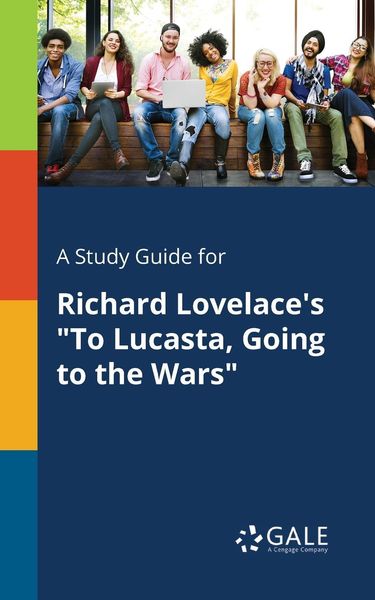 A Study Guide for
Richard Lovelace's
"To Lucasta, Going
to the Wars"
GALE
A Cengage Company